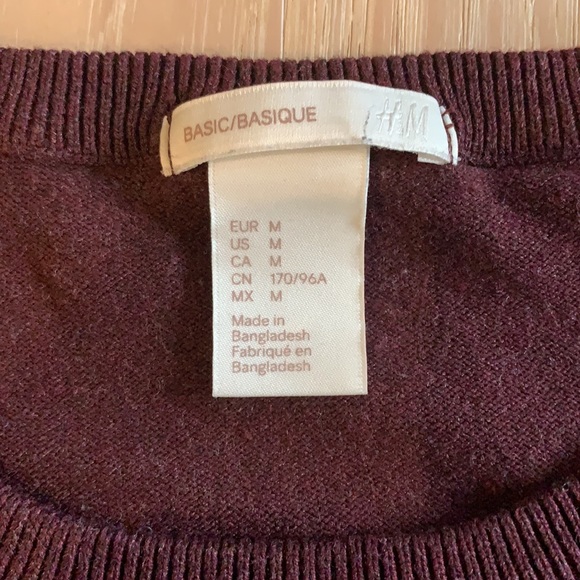 BASIC/BASIQUE H&M
EUR M
US M
CA M
CN 170/96A
MX M
Made in
Bangladesh
Fabriqué en
Bangladesh